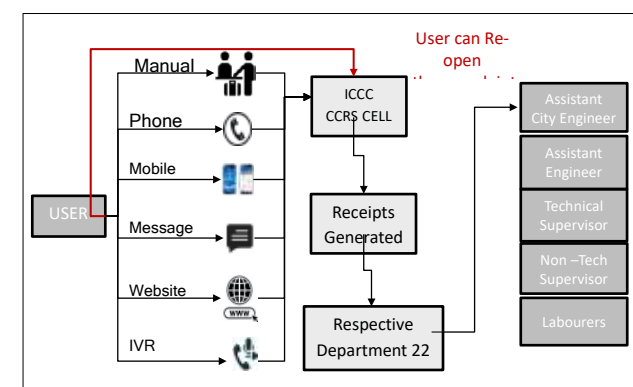 User can Re-
open
Manual
Phone
Mobile
Message
Website
IVR
USER
www
ICCC
CCRS CELL
Receipts
Generated
Respective
Department 22
Assistant
City Engineer
Assistant
Engineer
Technical
Supervisor
Non –Tech
Supervisor
Labourers